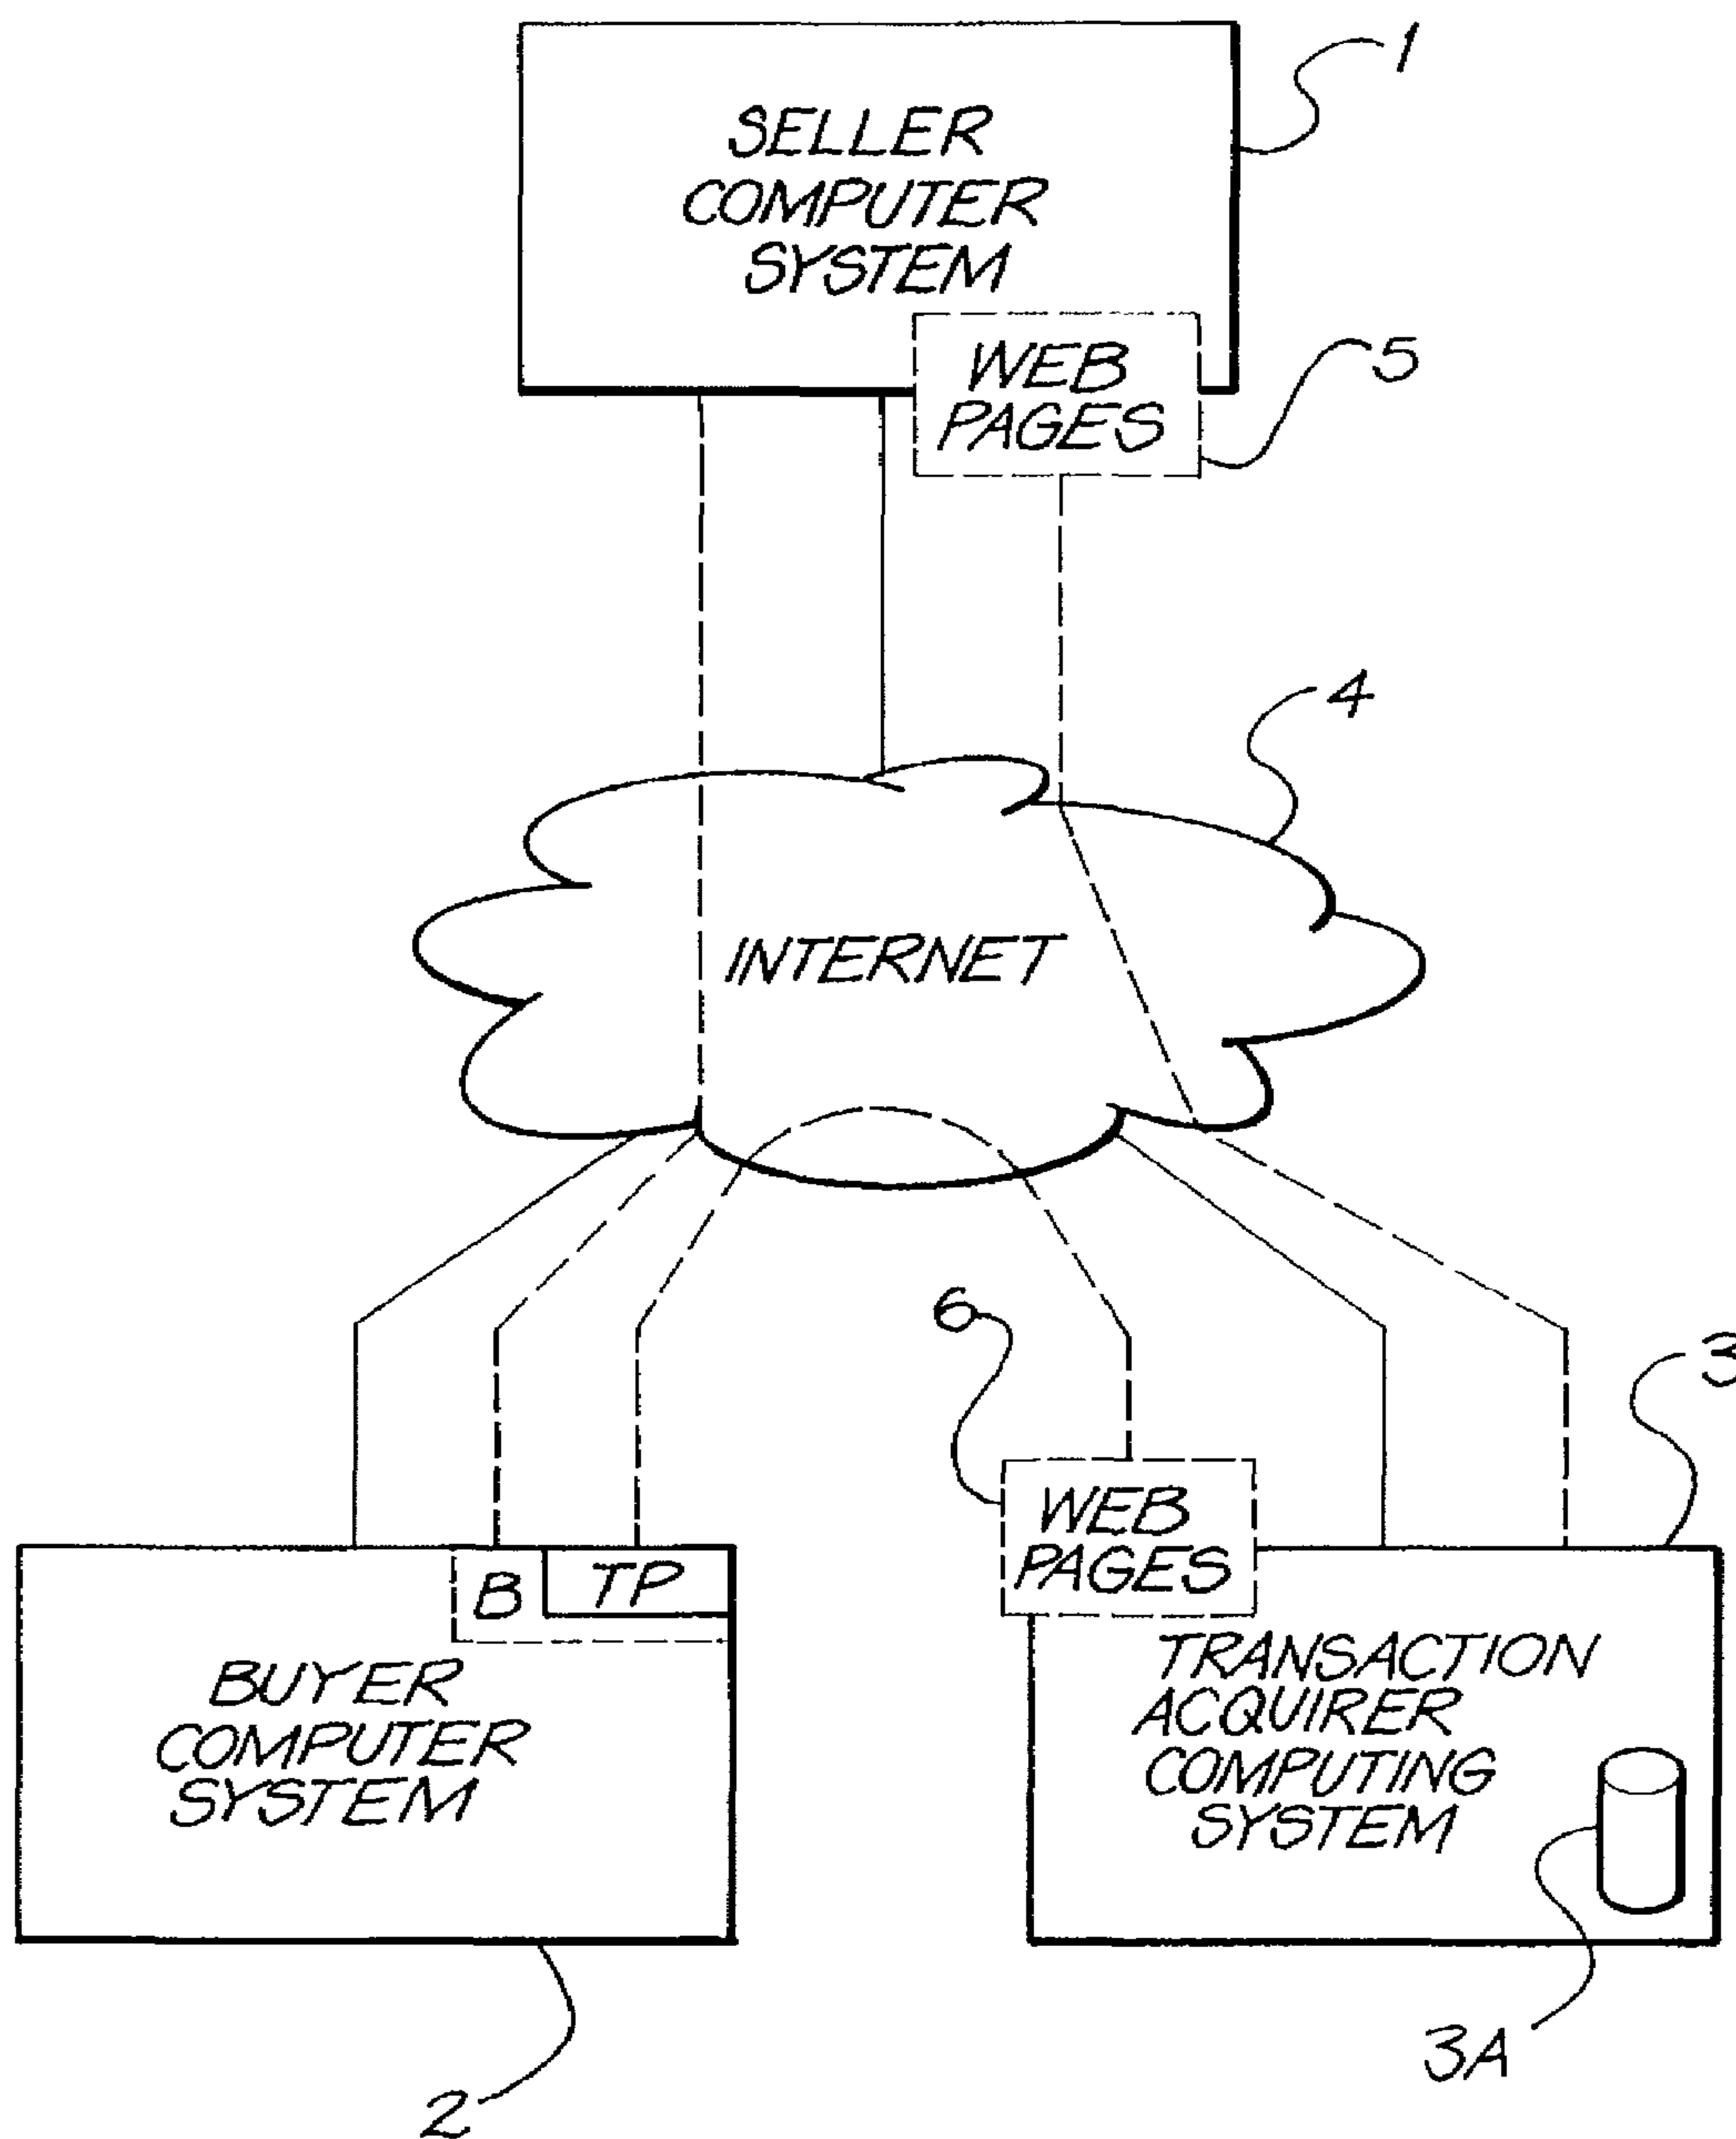 1
SELLER
COMPUTER
SYSTEM
WEB
PAGES
5
4
INTERNET
6
3
WEB
PAGES
B
TP
BUYER
COMPUTER
SYSTEM
TRANSACTION
ACQUIRER
COMPUTING
SYSTEM
3A
2